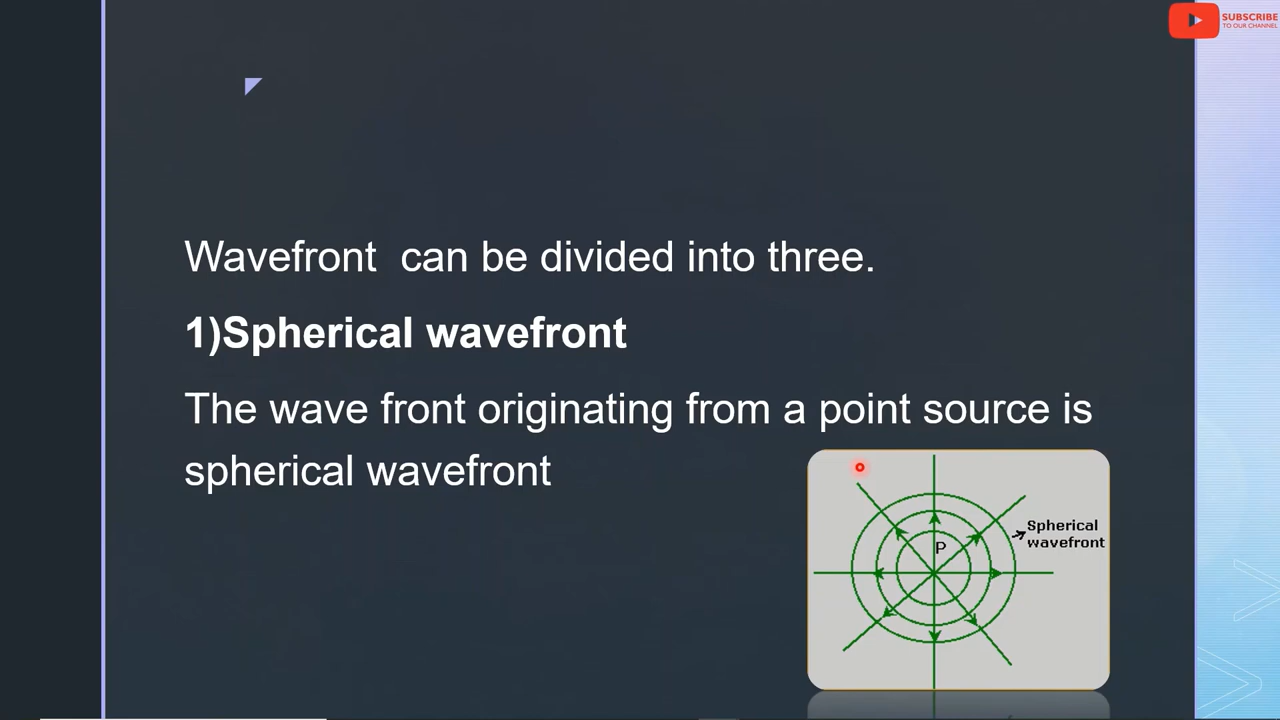 SUBSCRIBE
TO OUR CHANNEL
Wavefront can be divided into three.
1)Spherical wavefront
The wave front originating from a point source is
spherical wavefront
P
Spherical
wavefront